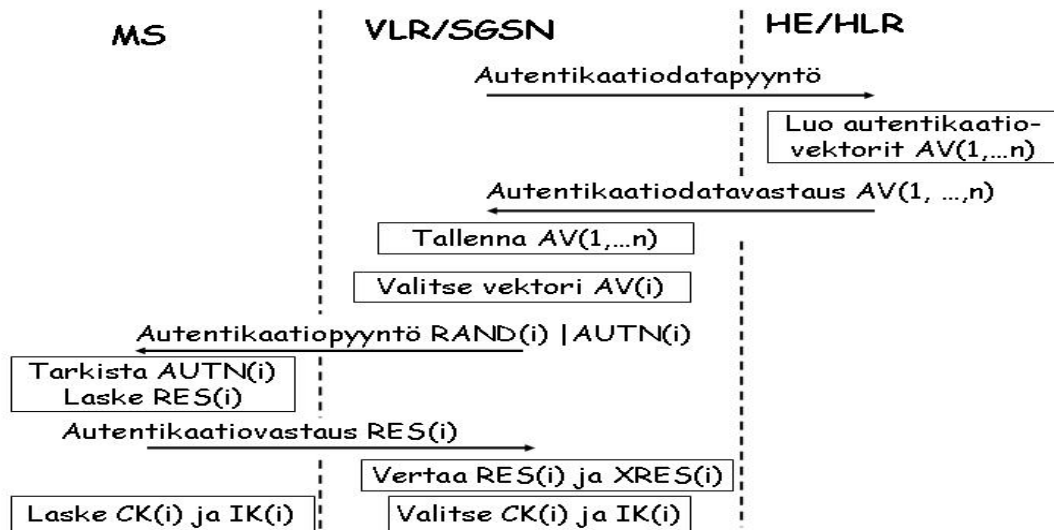 MS
VLR/SGSN
HE/HLR
Autentikaatiodatapyyntö
Luo autentikaatio-
vektorit AV(1,...n)
Autentikaatiodatavastaus AV(1, ...,n)
Tallenna AV(1,...n)
Valitse vektori AV(i)
Autentikaatiopyyntö RAND(i) |AUTN(i)
Tarkista AUTN(i)
Laske RES(i)
Autentikaatiovastaus RES(i)
Vertaa RES(i) ja XRES(i)
Laske CK(i) ja IK(i)
Valitse CK(i) ja IK(i)